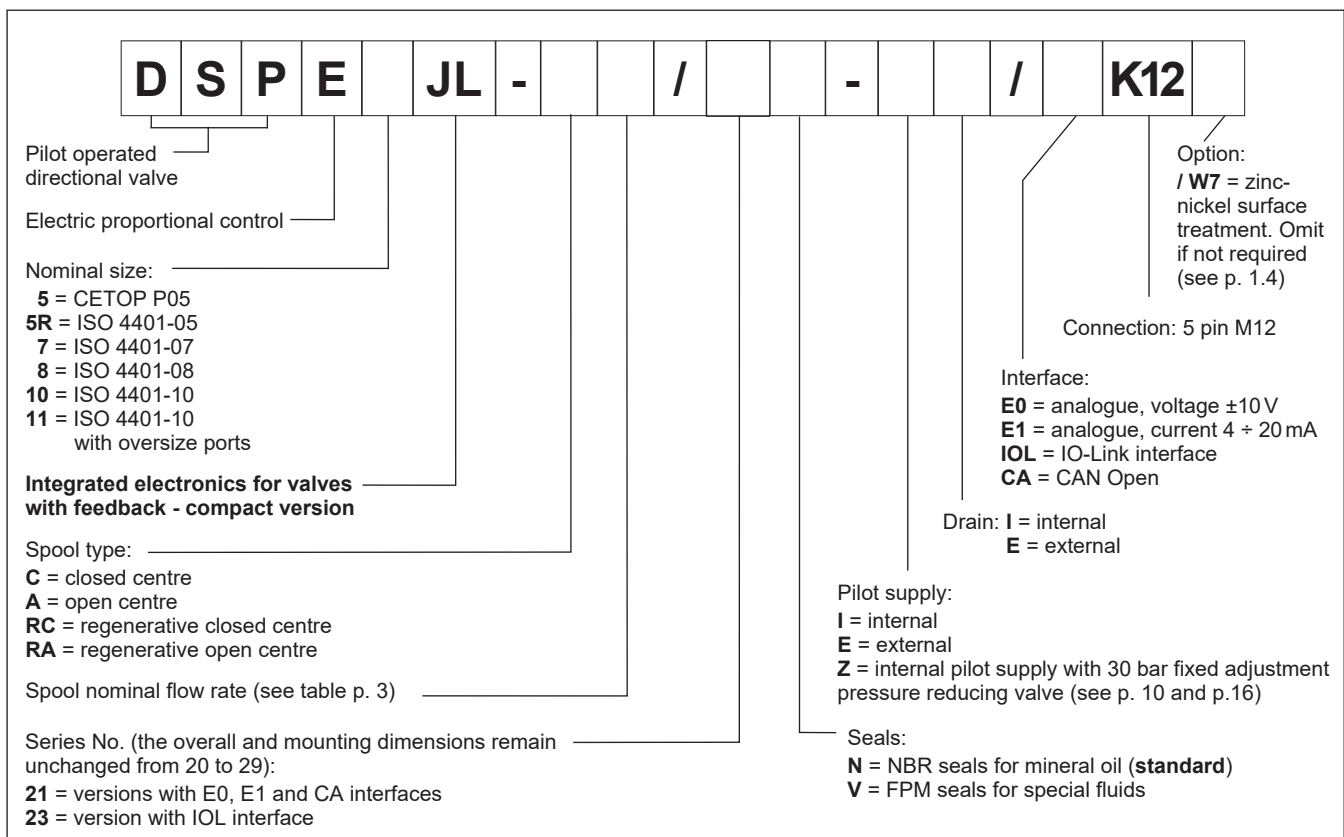 D S P E JL - / - / K12
Pilot operated
directional valve
Electric proportional control
Nominal size:
5 = CETOP P05
5R = ISO 4401-05
7 = ISO 4401-07
8 = ISO 4401-08
10 = ISO 4401-10
11 = ISO 4401-10
with oversize ports
Integrated electronics for valves
with feedback - compact version
Spool type:
C = closed centre
A = open centre
RC = regenerative closed centre
RA = regenerative open centre
Spool nominal flow rate (see table p. 3)
Series No. (the overall and mounting dimensions remain
unchanged from 20 to 29):
21 = versions with E0, E1 and CA interfaces
23 = version with IOL interface
Option:
/ W7 = zinc-
nickel surface
treatment. Omit
if not required
(see p. 1.4)
Connection: 5 pin M12
Interface:
E0 = analogue, voltage ±10 V
E1 = analogue, current 4 ÷ 20 mA
IOL = IO-Link interface
CA = CAN Open
Drain: I = internal
E = external
Pilot supply:
I = internal
E = external
Z = internal pilot supply with 30 bar fixed adjustment
pressure reducing valve (see p. 10 and p.16)
Seals:
N = NBR seals for mineral oil (standard)
V = FPM seals for special fluids